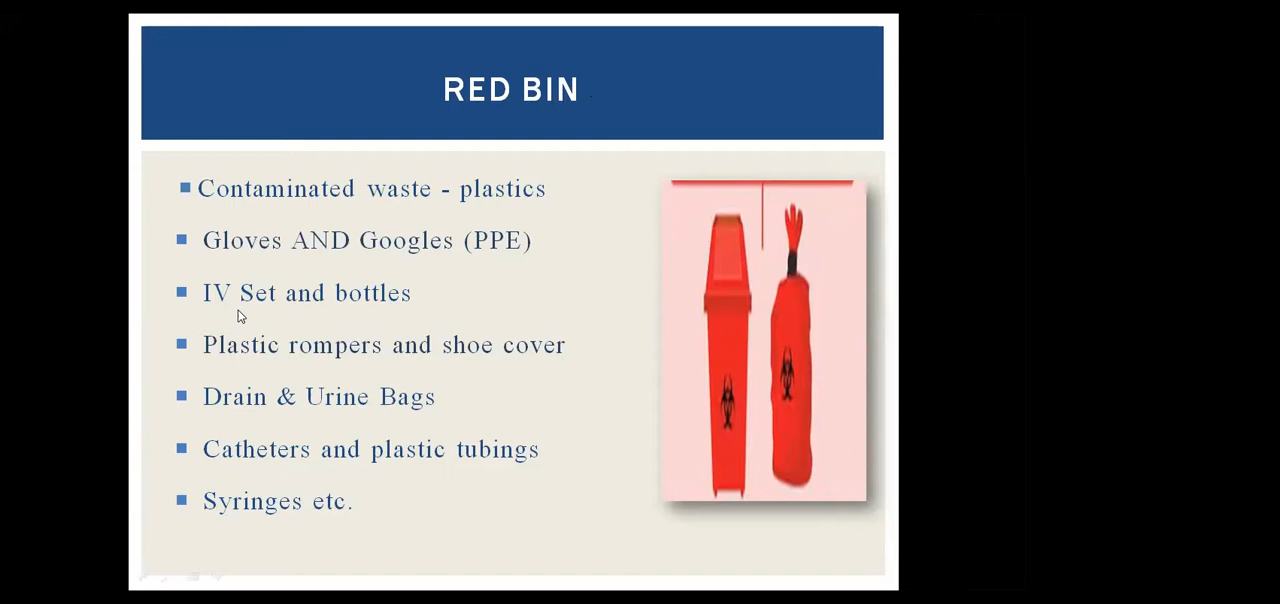 RED BIN
Contaminated waste - plastics
Gloves AND Googles (PPE)
IV Set and bottles
Plastic rompers and shoe cover
Drain & Urine Bags
Catheters and plastic tubings
Syringes etc.